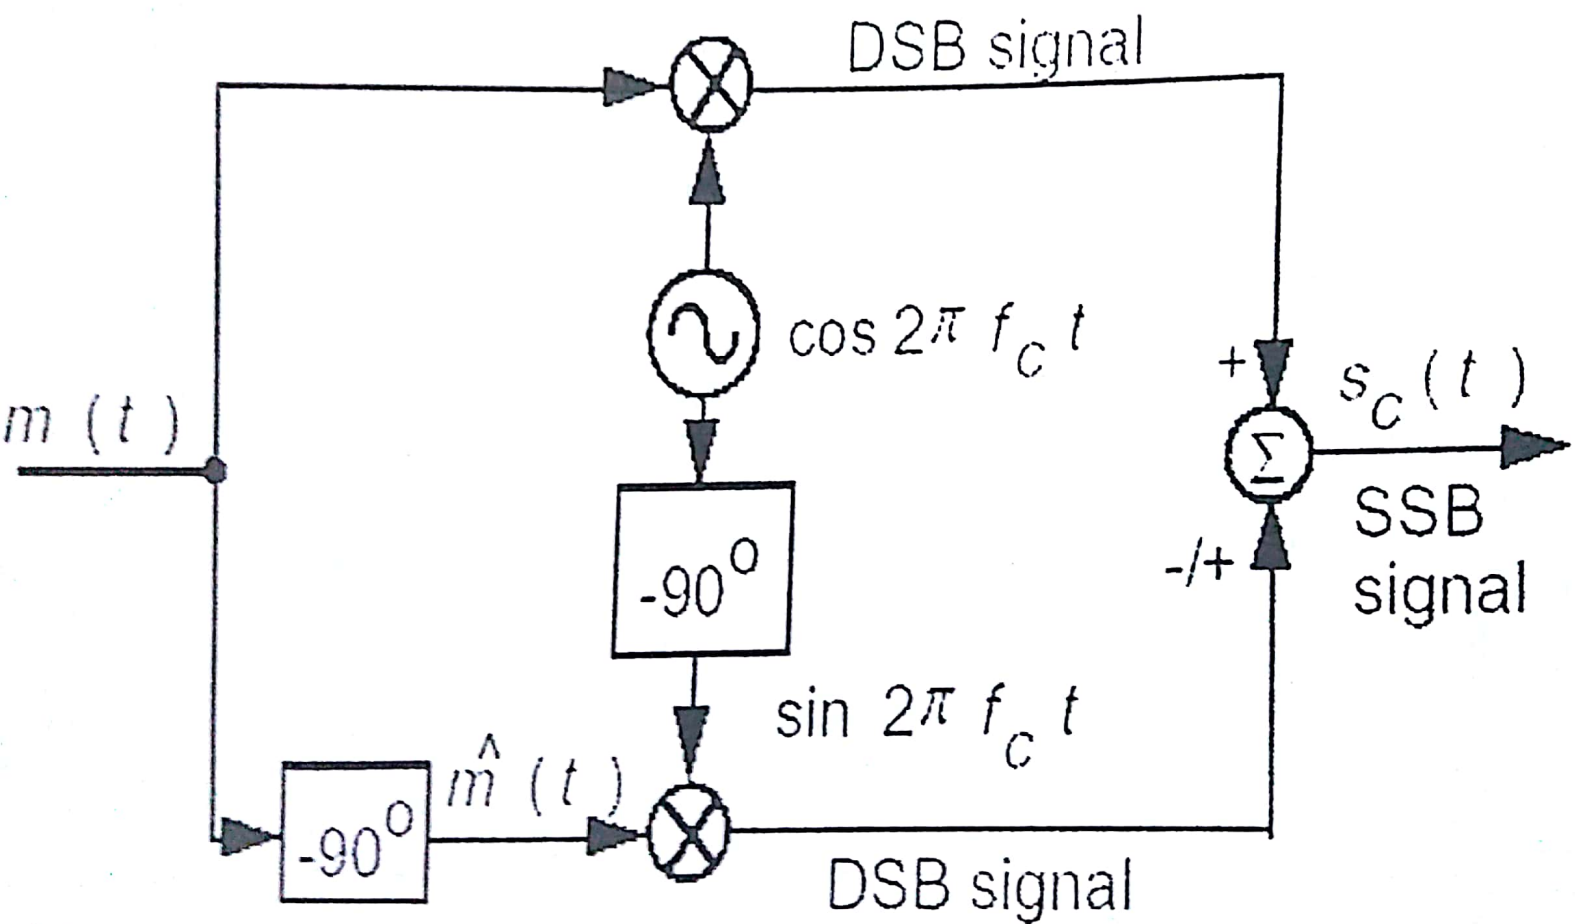 DSB signal
cos 2π f_C t
+
s_C (t)
m (t)
Σ
SSB
signal
-/+
-90°
sin 2π f_C t
m̂ (t)
-90°
DSB signal